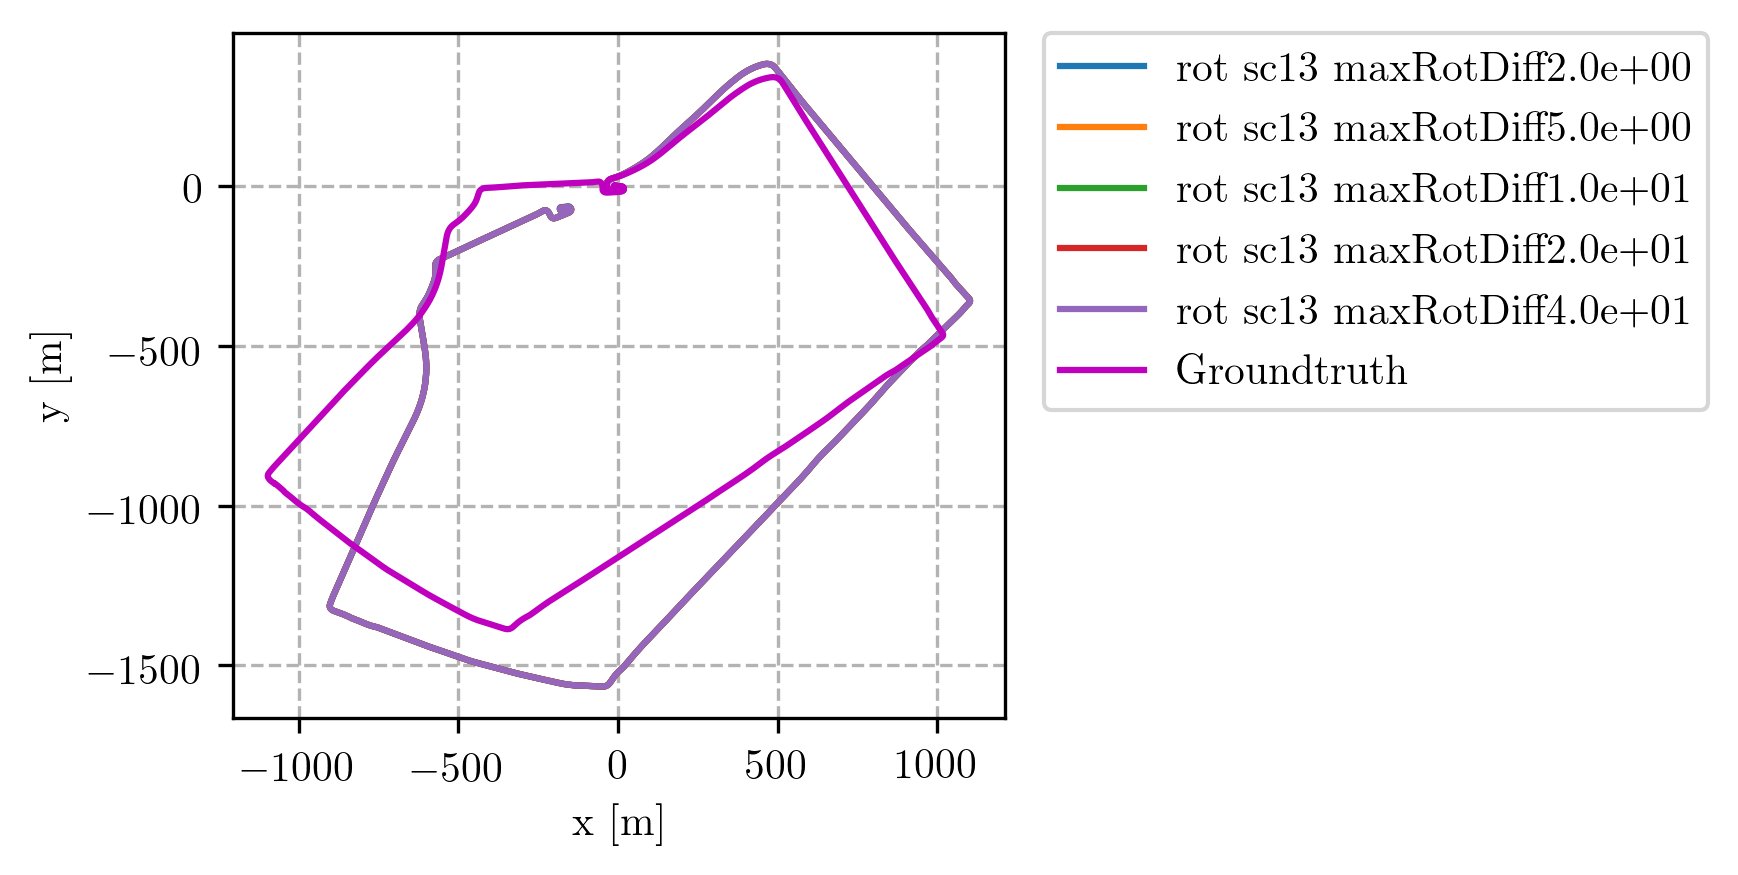 0
−500
−1000
−1500
y [m]
−1000
−500
0
500
1000
x [m]
rot sc13 maxRotDiff2.0e+00
rot sc13 maxRotDiff5.0e+00
rot sc13 maxRotDiff1.0e+01
rot sc13 maxRotDiff2.0e+01
rot sc13 maxRotDiff4.0e+01
Groundtruth